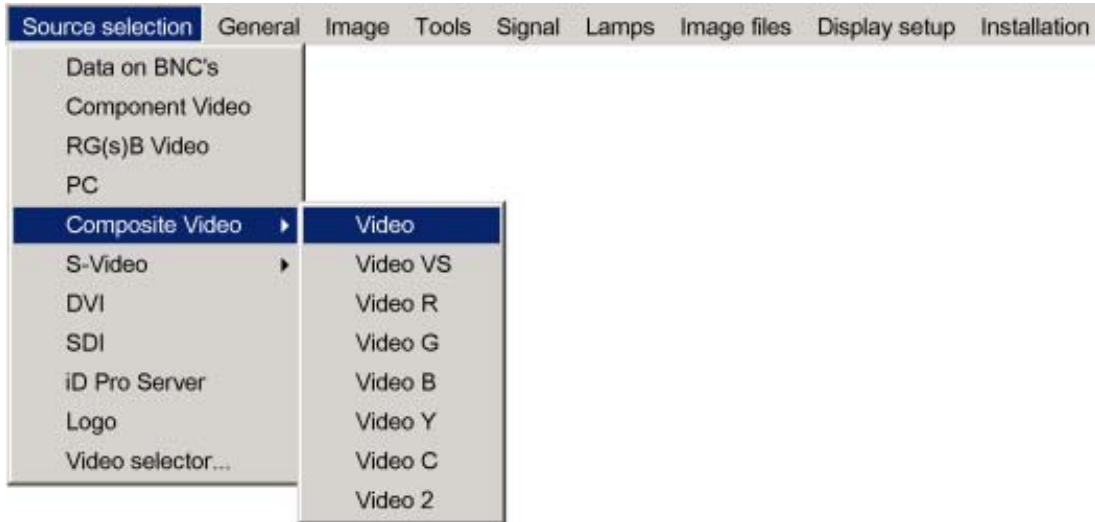 Source selection General Image Tools Signal Lamps Image files Display setup Installation
Data on BNC's
Component Video
RG(s)B Video
PC
Composite Video
S-Video
DVI
SDI
iD Pro Server
Logo
Video selector...
Video
Video VS
Video R
Video G
Video B
Video Y
Video C
Video 2